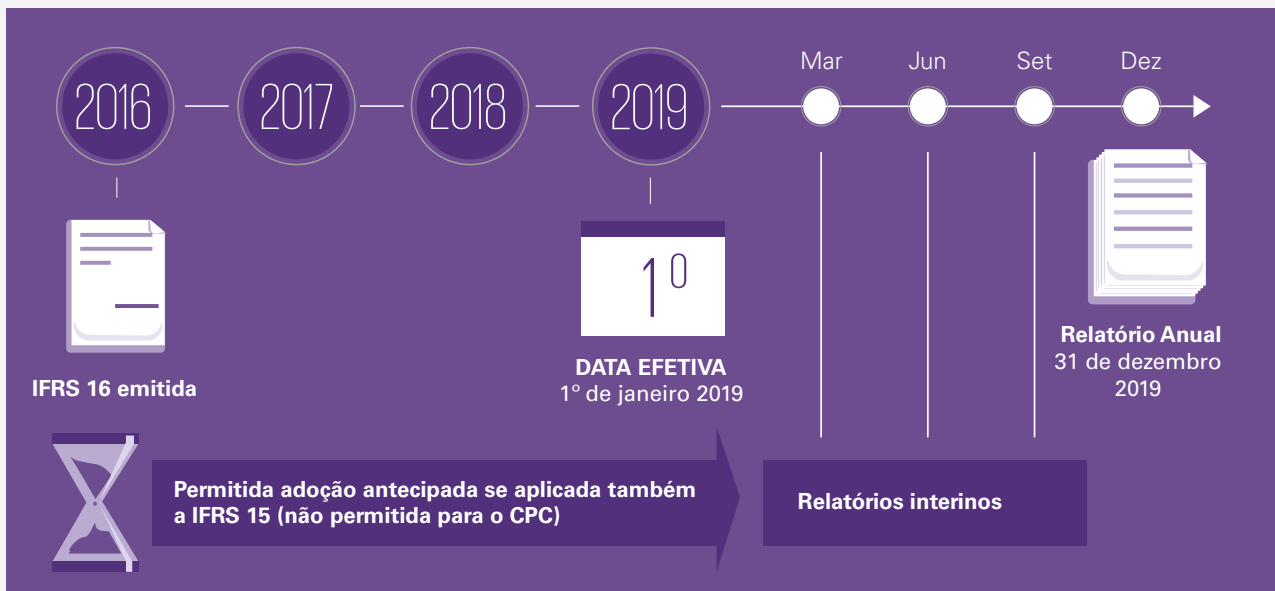 2016
2017
2018
2019
Mar
Jun
Set
Dez
IFRS 16 emitida
1º
DATA EFETIVA
1º de janeiro 2019
Relatório Anual
31 de dezembro
2019
Permitida adoção antecipada se aplicada também
a IFRS 15 (não permitida para o CPC)
Relatórios interinos